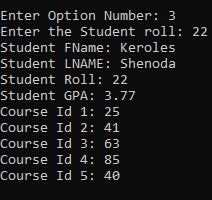 Enter Option Number: 3
Enter the Student roll: 22
Student FName: Keroles
Student LNAME: Shenoda
Student Roll: 22
Student GPA: 3.77
Course Id 1: 25
Course Id 2: 41
Course Id 3: 63
Course Id 4: 85
Course Id 5: 40